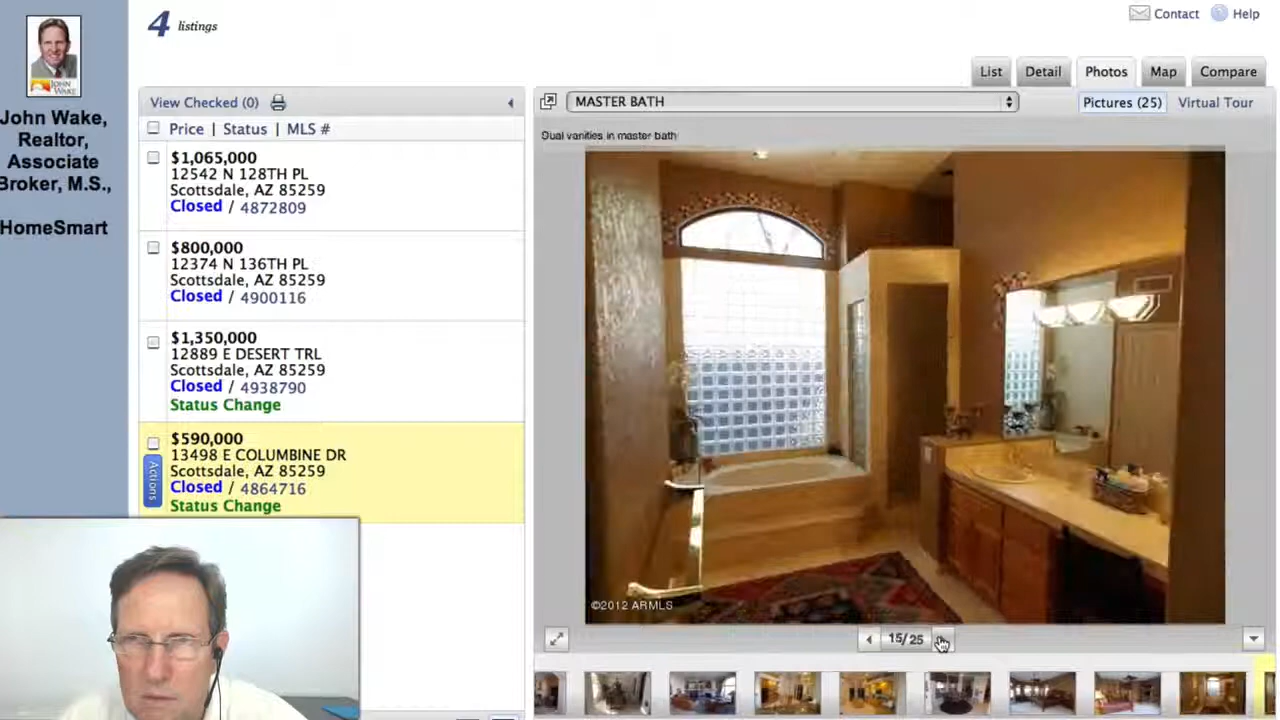 4 listings
Contact
Help
JOHN WAKE
John Wake,
Realtor,
Associate
Broker, M.S.,
HomeSmart
List
Detail
Photos
Map
Compare
View Checked (0)
Price | Status | MLS #
$1,065,000
12542 N 128TH PL
Scottsdale, AZ 85259
Closed / 4872809
$800,000
12374 N 136TH PL
Scottsdale, AZ 85259
Closed / 4900116
$1,350,000
12889 E DESERT TRL
Scottsdale, AZ 85259
Closed / 4938790
Status Change
$590,000
13498 E COLUMBINE DR
Scottsdale, AZ 85259
Closed / 4864716
Status Change
Actions
MASTER BATH
Pictures (25)
Virtual Tour
Dual vanities in master bath
©2012 ARMLS
15/25